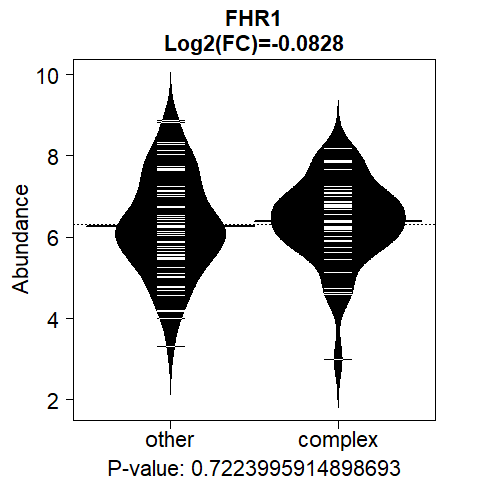 FHR1
Log2(FC)=-0.0828
Abundance
10
8
6
4
2
other complex
P-value: 0.7223995914898693